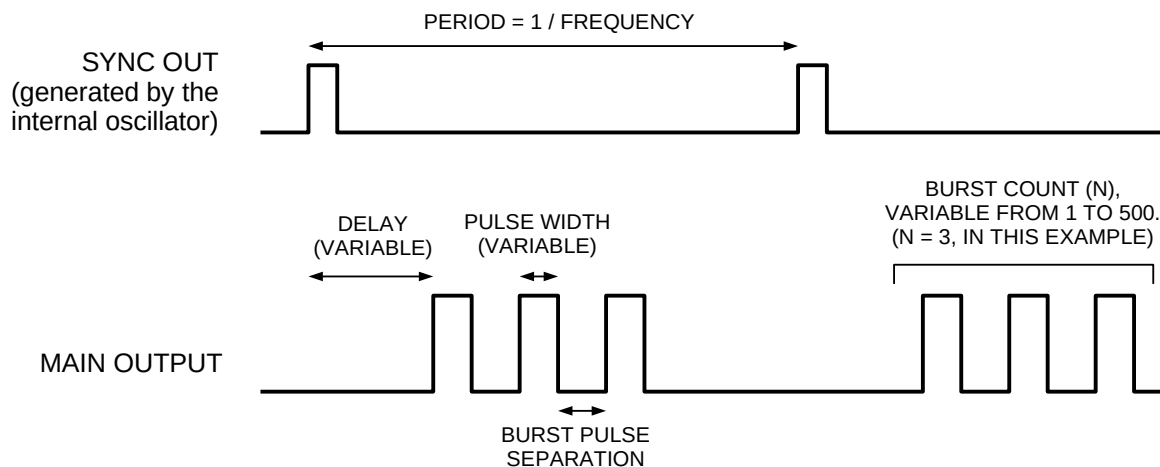 PERIOD = 1 / FREQUENCY
SYNC OUT
(generated by the
internal oscillator)
BURST COUNT (N),
VARIABLE FROM 1 TO 500.
(N = 3, IN THIS EXAMPLE)
DELAY
(VARIABLE)
PULSE WIDTH
(VARIABLE)
MAIN OUTPUT
BURST PULSE
SEPARATION